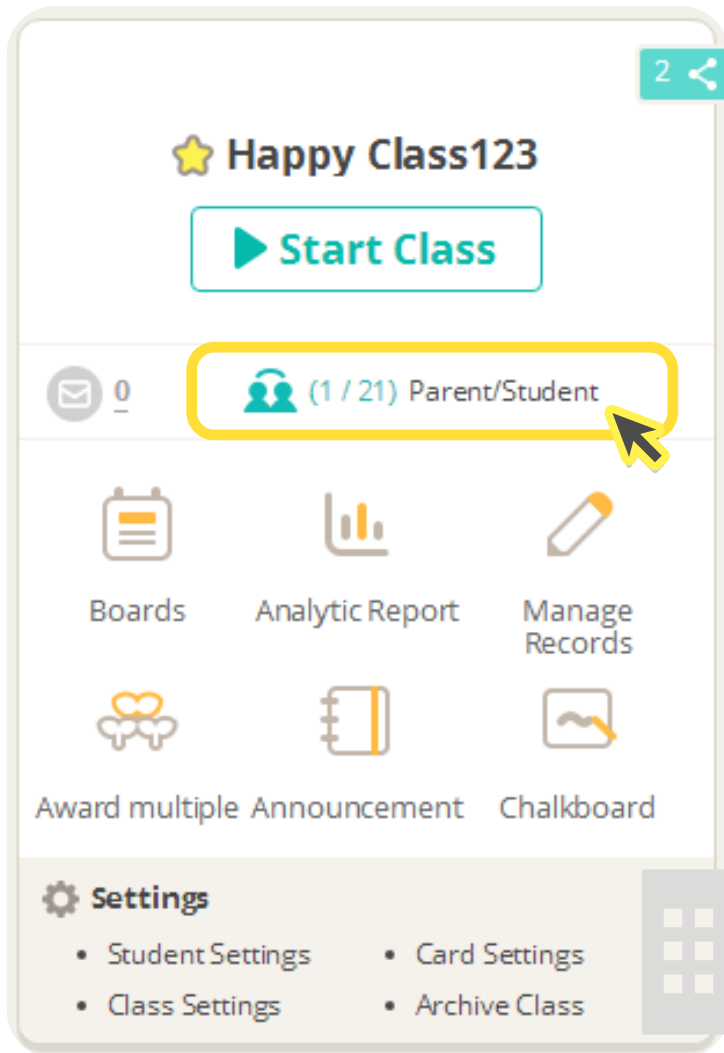 2
Happy Class123
Start Class
0
(1 / 21) Parent/Student
Boards
Analytic Report
Manage
Records
Award multiple
Announcement
Chalkboard
Settings
• Student Settings
• Card Settings
• Class Settings
• Archive Class